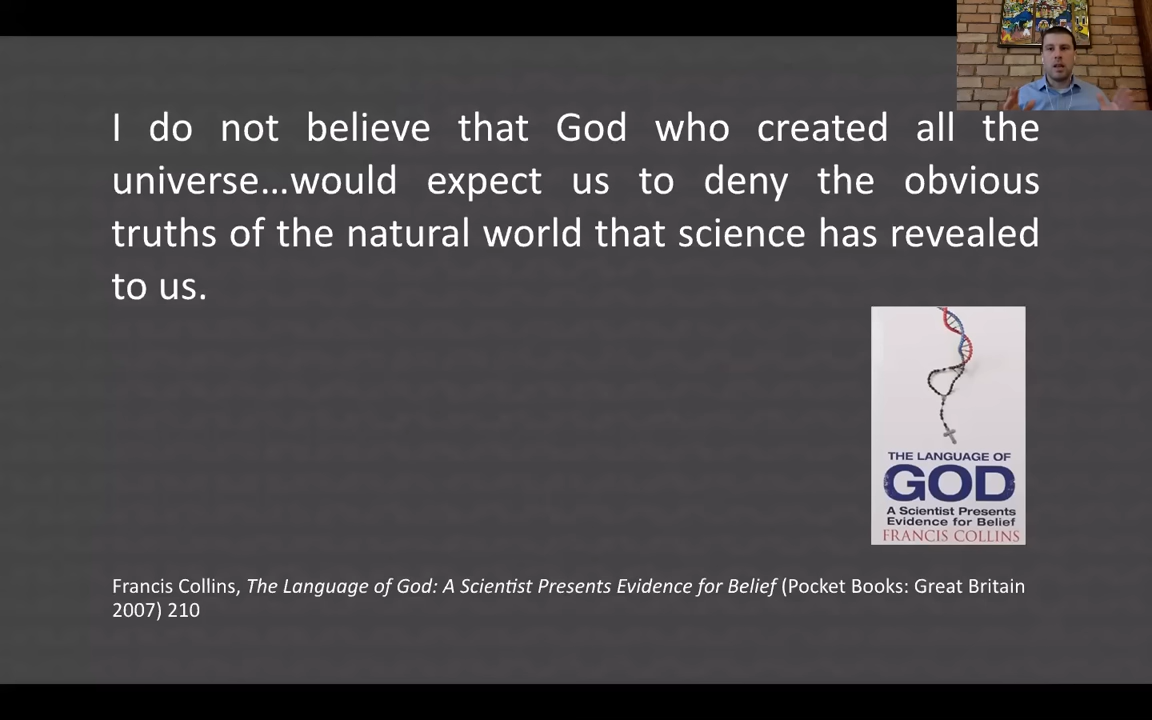 I do not believe that God who created all the
universe...would expect us to deny the obvious
truths of the natural world that science has revealed
to us.
THE LANGUAGE OF
GOD
A Scientist Presents
Evidence for Belief
FRANCIS COLLINS
Francis Collins, The Language of God: A Scientist Presents Evidence for Belief (Pocket Books: Great Britain
2007) 210